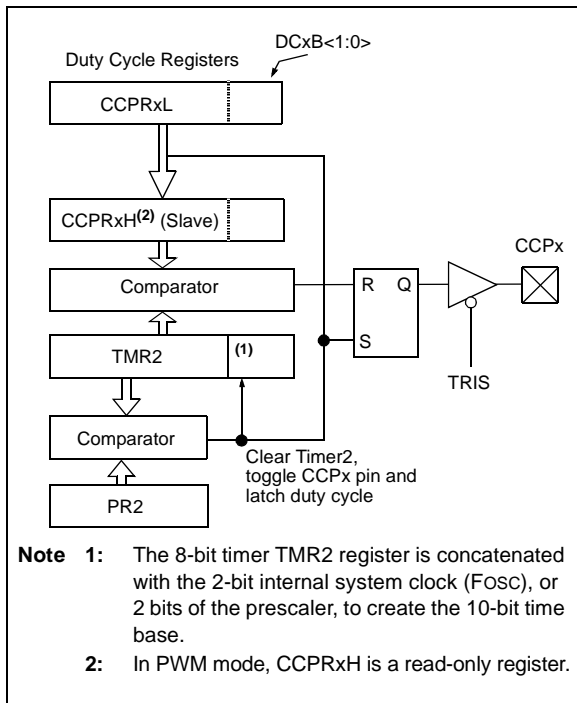 DCxB<1:0>
Duty Cycle Registers
CCPRxL
CCPRxH(2) (Slave)
CCPx
Comparator
R Q
S
TMR2
(1)
TRIS
Comparator
Clear Timer2,
toggle CCPx pin and
latch duty cycle
PR2
Note 1: The 8-bit timer TMR2 register is concatenated
with the 2-bit internal system clock (FOSC), or
2 bits of the prescaler, to create the 10-bit time
base.
2: In PWM mode, CCPRxH is a read-only register.